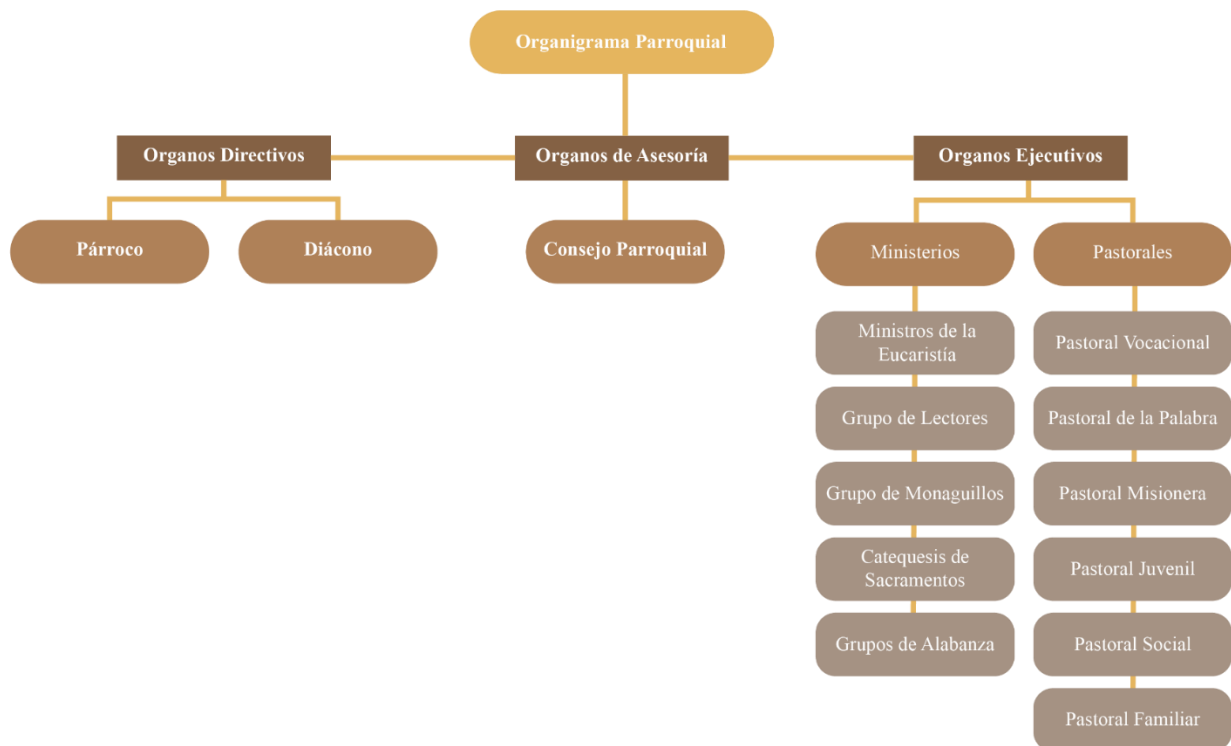 Organigrama Parroquial
Organos Directivos
Organos de Asesoría
Organos Ejecutivos
Párroco
Diácono
Consejo Parroquial
Ministerios
Pastorales
Ministros de la
Eucaristía
Grupo de Lectores
Grupo de Monaguillos
Catequesis de
Sacramentos
Grupos de Alabanza
Pastoral Vocacional
Pastoral de la Palabra
Pastoral Misionera
Pastoral Juvenil
Pastoral Social
Pastoral Familiar